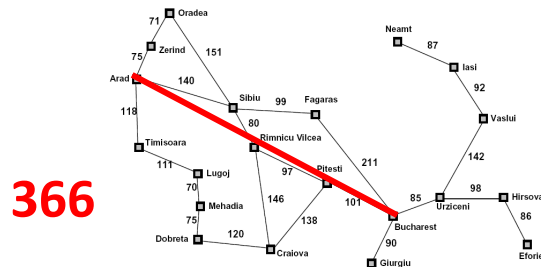 Oradea
Neamt
71
87
Zerind
151
75
Iasi
Arad
140
92
Sibiu
99
Fagaras
118
80
Vaslui
Timisoara
Rimnicu Vilcea
111
Lugoj
97
Pitesti
211
142
70
366
146
101
85
98
Hirsova
Mehadia
138
Urziceni
75
86
Bucharest
Dobreta
120
90
Craiova
Eforie
Giurgiu